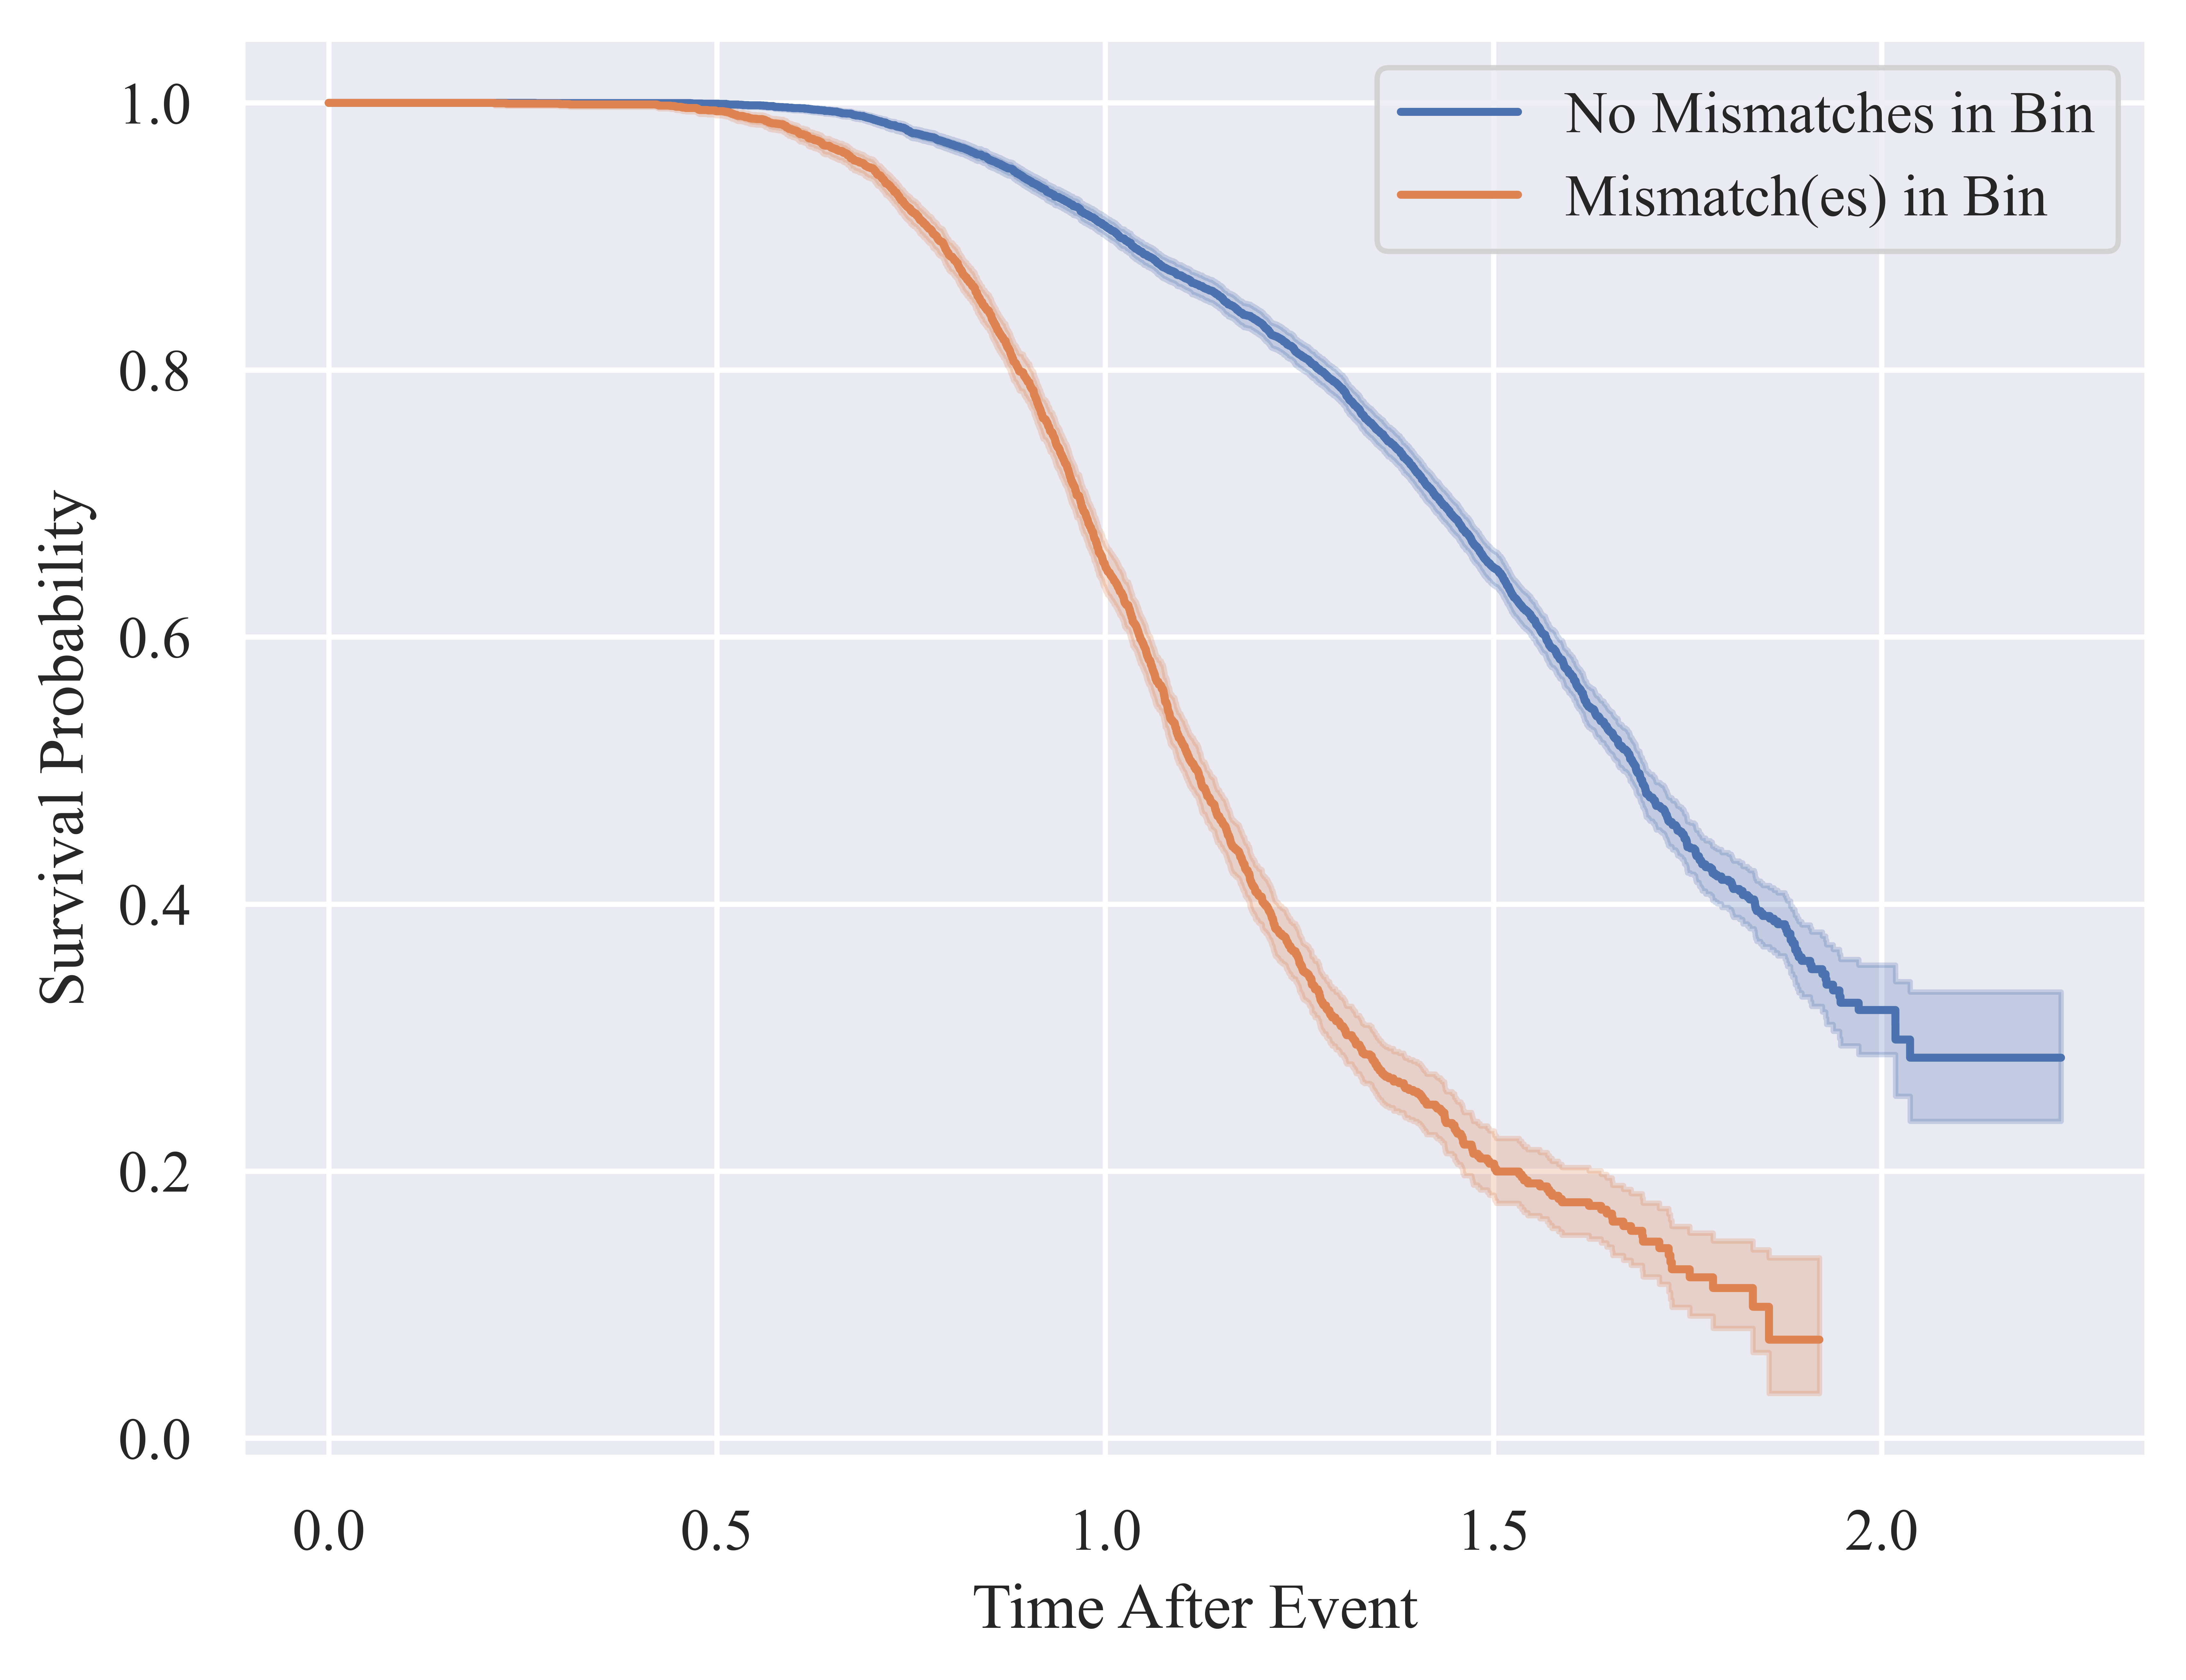 No Mismatches in Bin
Mismatch(es) in Bin
1.0
0.8
0.6
0.4
0.2
0.0
Survival Probability
0.0 0.5 1.0 1.5 2.0
Time After Event